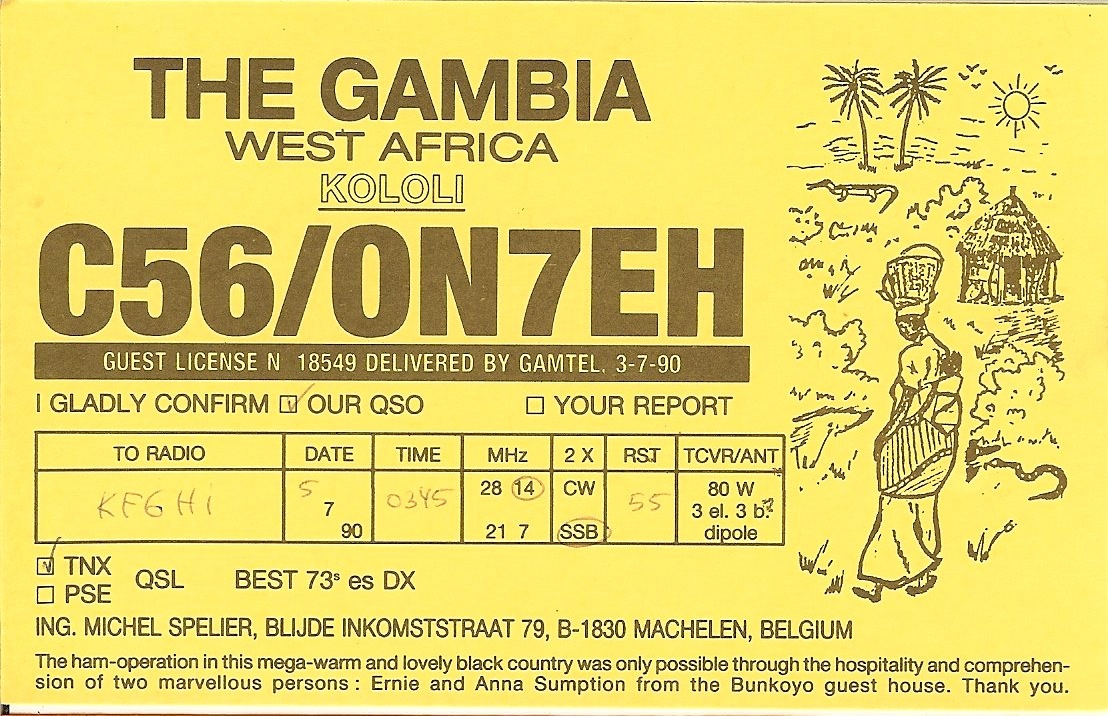 THE GAMBIA
WEST AFRICA
KOLOLI
C56/ON7EH
GUEST LICENSE N 18549 DELIVERED BY GAMTEL. 3-7-90
I GLADLY CONFIRM OUR QSO YOUR REPORT
TO RADIO DATE TIME MHz 2 X RST TCVR/ANT
KF6HI 5 7 90 0345 28 14 21 7 CW SSB 55 80 W 3 el. 3 b. dipole
TNX
PSE
QSL BEST 73s es DX
ING. MICHEL SPELIER, BLIJDE INKOMSTSTRAAT 79, B-1830 MACHELEN, BELGIUM
The ham-operation in this mega-warm and lovely black country was only possible through the hospitality and comprehen-
sion of two marvellous persons : Ernie and Anna Sumption from the Bunkoyo guest house. Thank you.